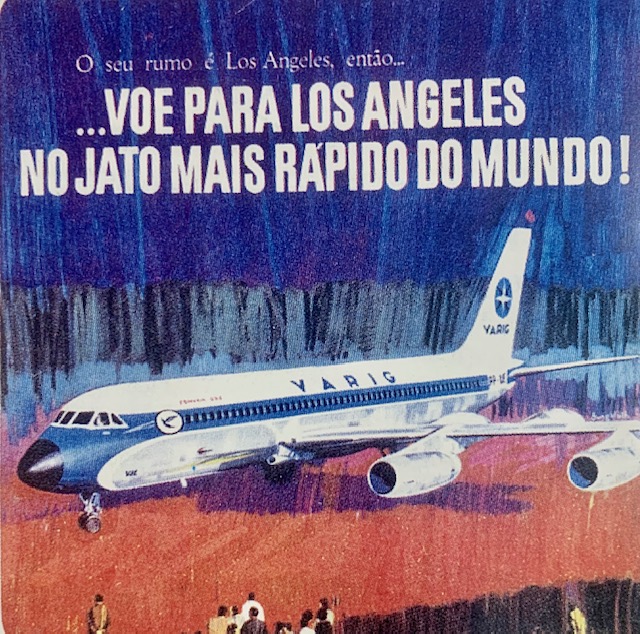 O seu rumo é Los Angeles, então...
...VOE PARA LOS ANGELES
NO JATO MAIS RÁPIDO DO MUNDO!
VARIG
VARIG